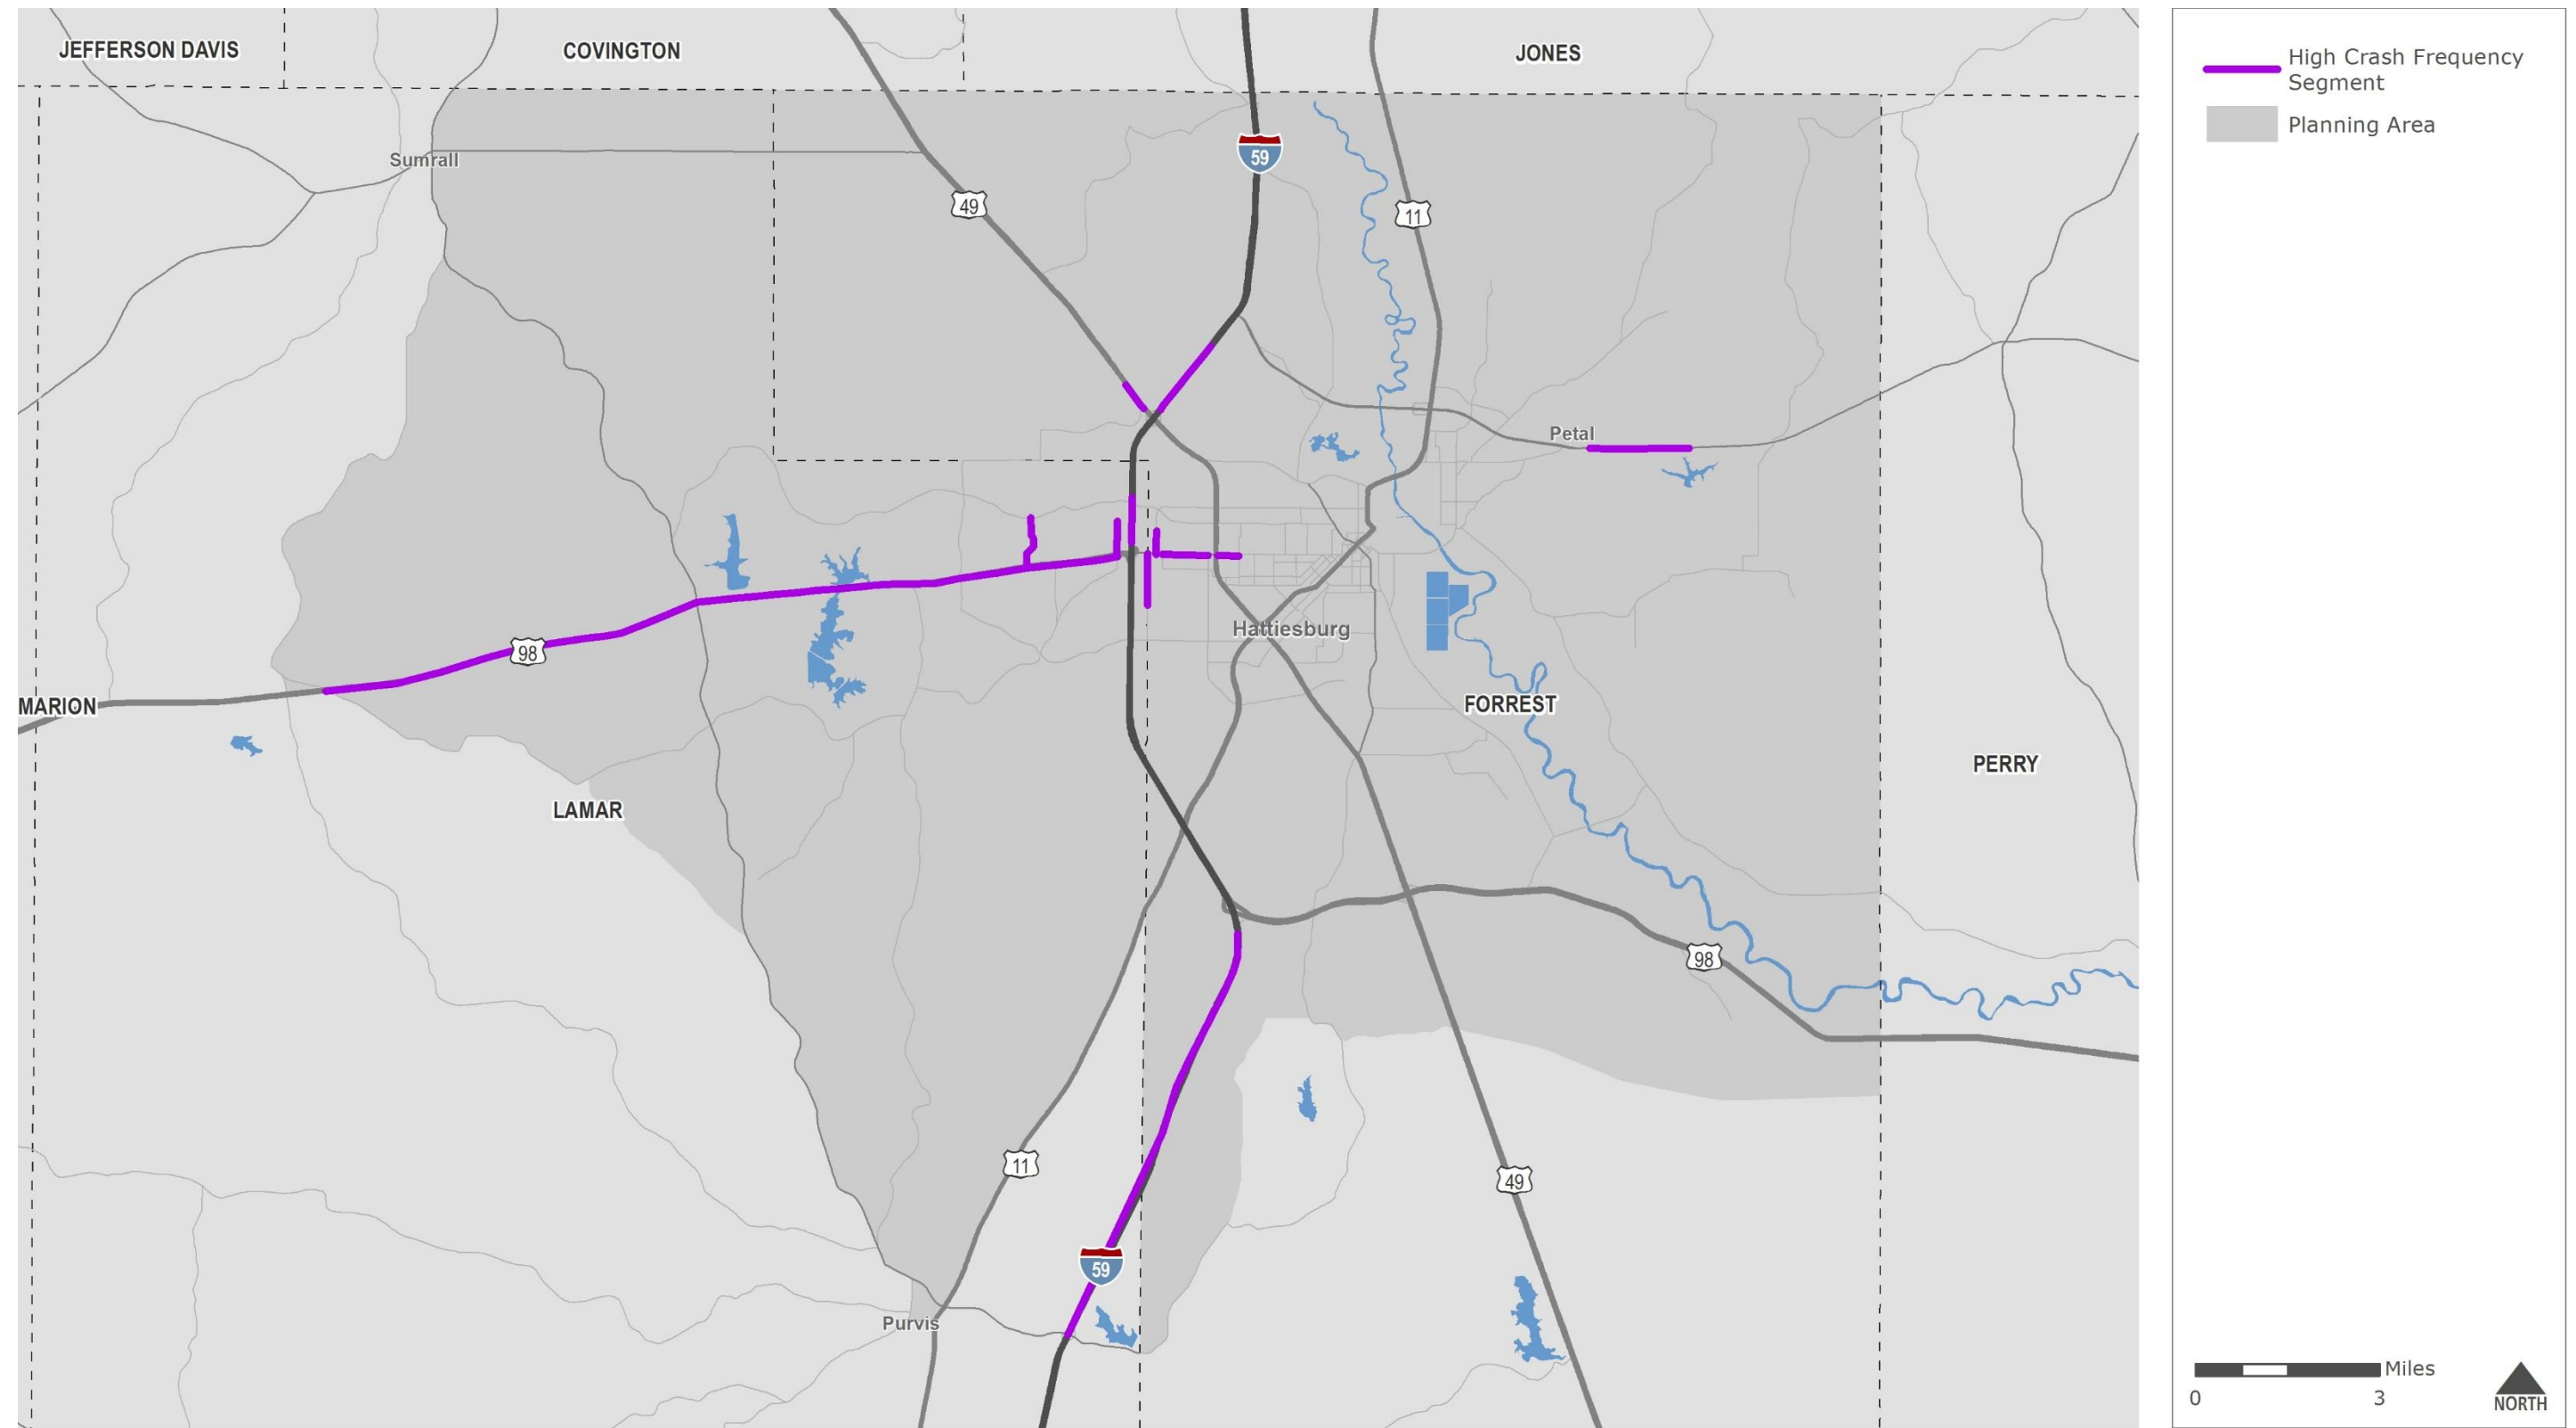 JEFFERSON DAVIS
COVINGTON
JONES
High Crash Frequency
Segment
Planning Area
Sumrall
59
49
11
Petal
Hattiesburg
98
MARION
FORREST
PERRY
LAMAR
98
11
49
59
Purvis
Miles
0
3
NORTH